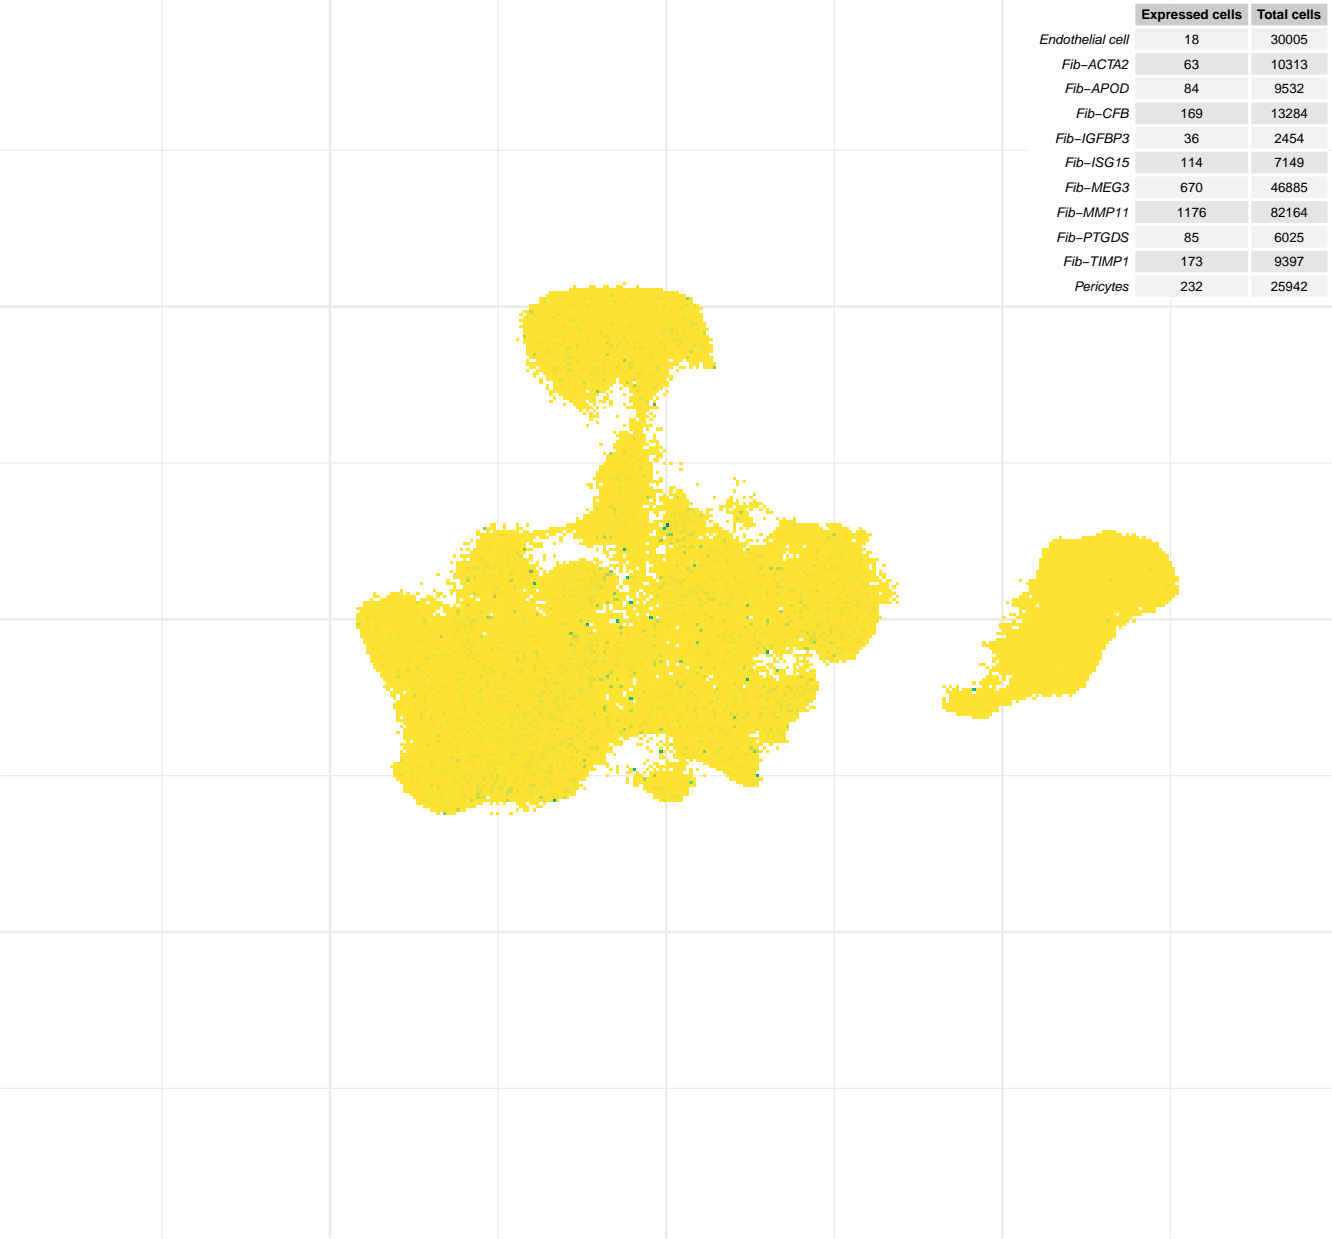 Expressed cells Total cells
Endothelial cell 18 30005
Fib−ACTA2 63 10313
Fib−APOD 84 9532
Fib−CFB 169 13284
Fib−IGFBP3 36 2454
Fib−ISG15 114 7149
Fib−MEG3 670 46885
Fib−MMP11 1176 82164
Fib−PTGDS 85 6025
Fib−TIMP1 173 9397
Pericytes 232 25942